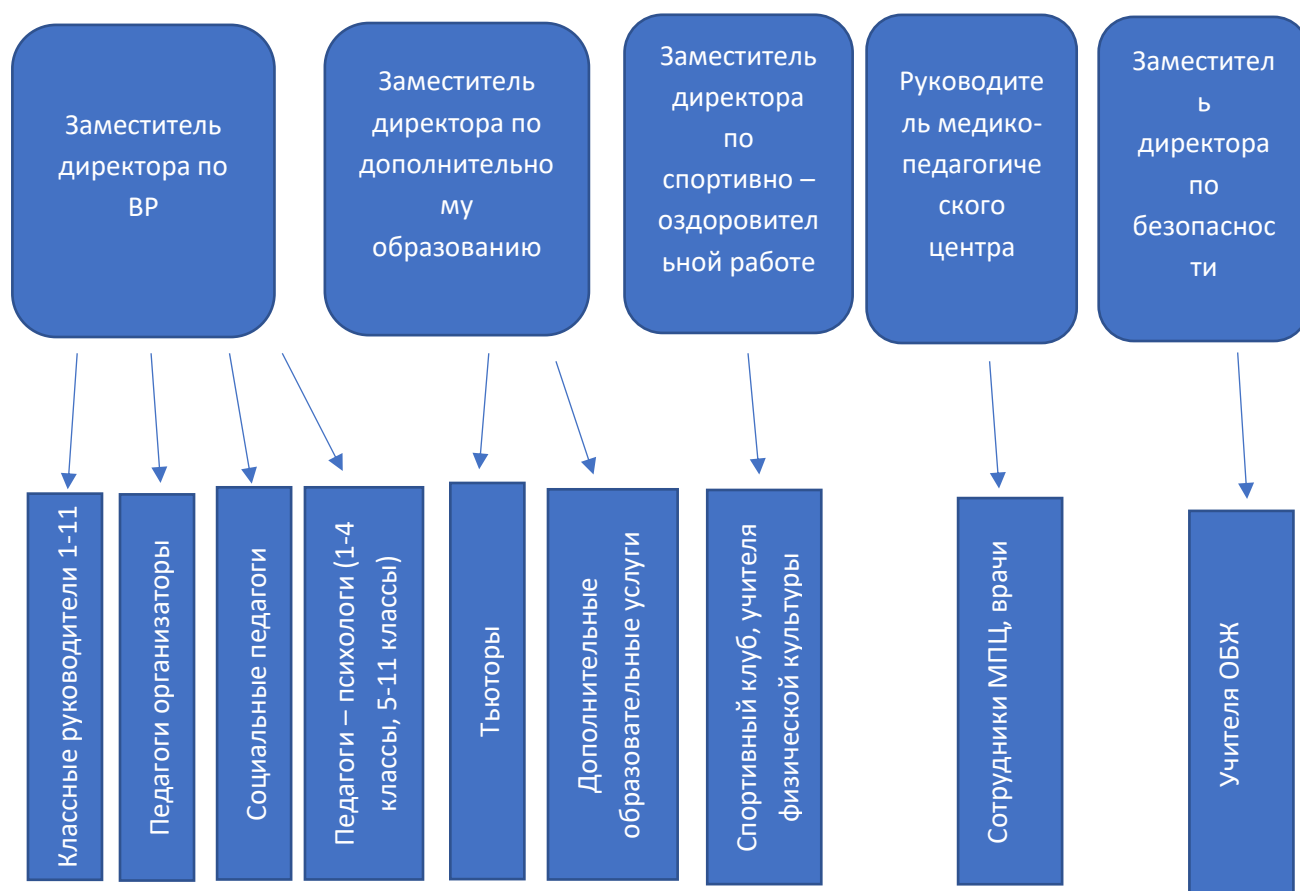 Заместитель
директора по
ВР
Заместитель
директора по
дополнительно
му
образованию
Заместитель
директора
по
спортивно –
оздоровител
ьной работе
Руководите
ль медико-
педагогиче
ского
центра
Заместител
ь
директора
по
безопаснос
ти
Классные руководители 1-11
Педагоги организаторы
Социальные педагоги
Педагоги – психологи (1-4
классы, 5-11 классы)
Тьюторы
Дополнительные
образовательные услуги
Спортивный клуб, учителя
физической культуры
Сотрудники МПЦ, врачи
Учителя ОБЖ